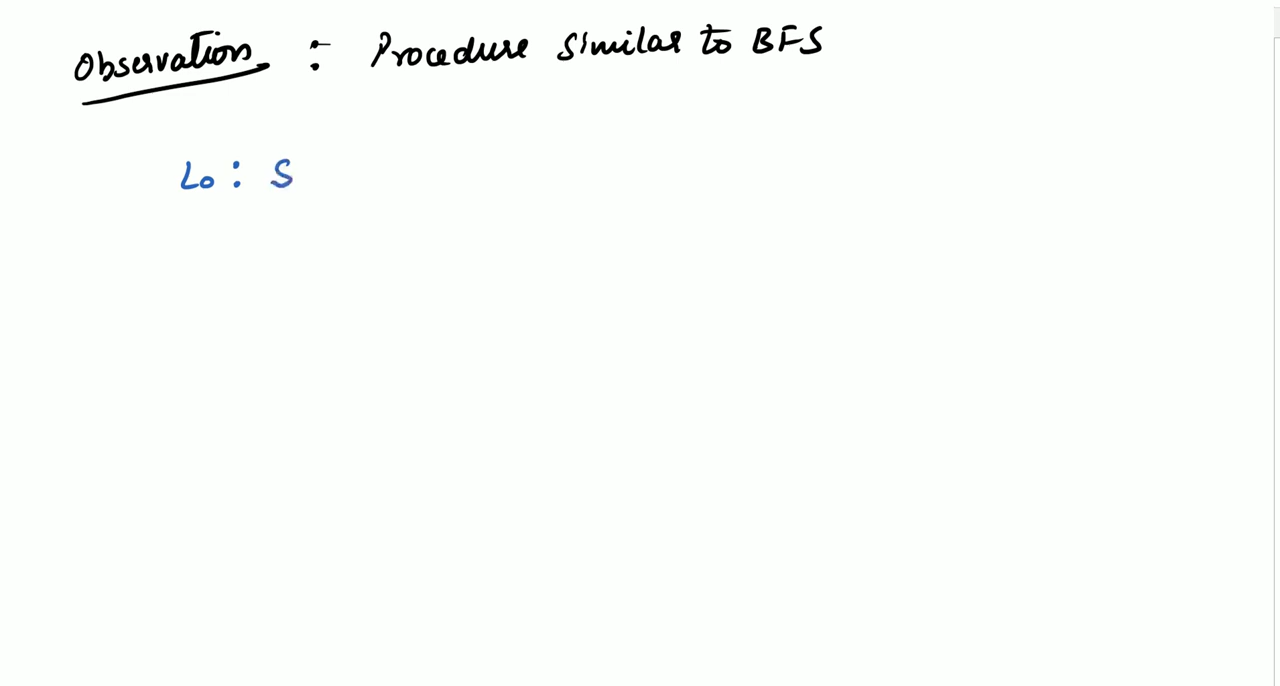 Observation : Procedure similar to BFS
L0 : S